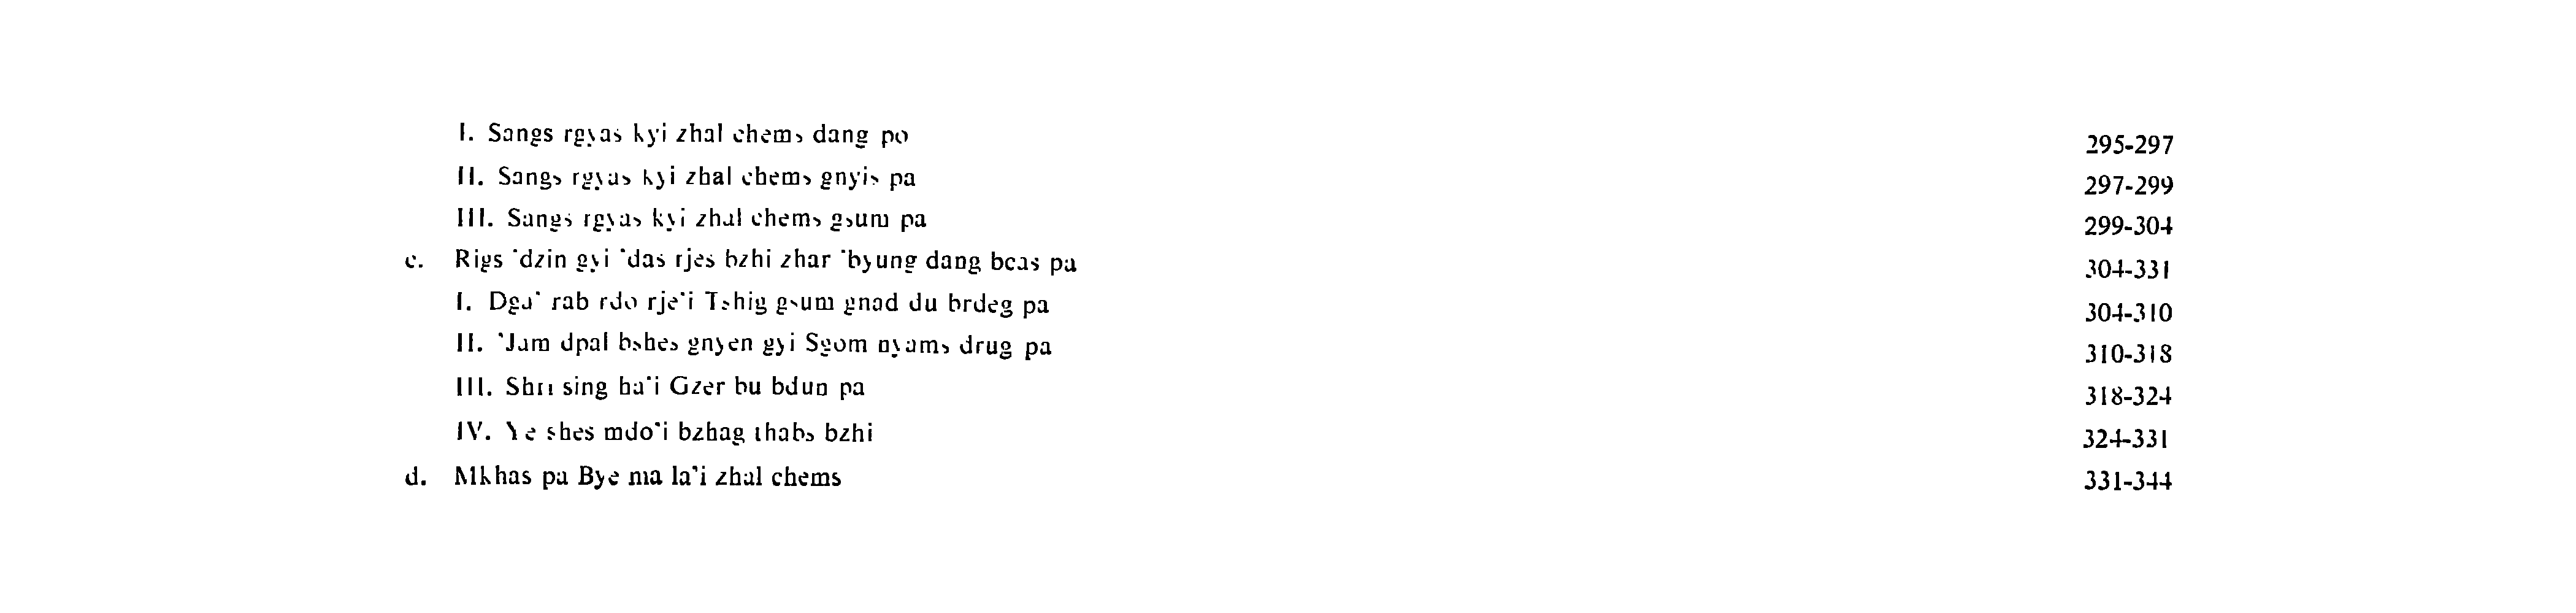 I. Sangs rgyas kyi zhal chems dang po 295-297
II. Sangs rgyas kyi zhal chems gnyis pa 297-299
III. Sangs rgyas kyi zhal chems gsum pa 299-304
c. Rigs 'dzin gyi 'das rjes bzhi zhar 'byung dang bcas pa 304-331
I. Dga' rab rdo rje'i Tshig gsum gnad du brdeg pa 304-310
II. 'Jam dpal bshes gnyen gyi Sgom nyams drug pa 310-318
III. Shrī sing ha'i Gzer bu bdun pa 318-324
IV. Ye shes mdo'i bzhag thabs bzhi 324-331
d. Mkhas pa Bye ma la'i zhal chems 331-344